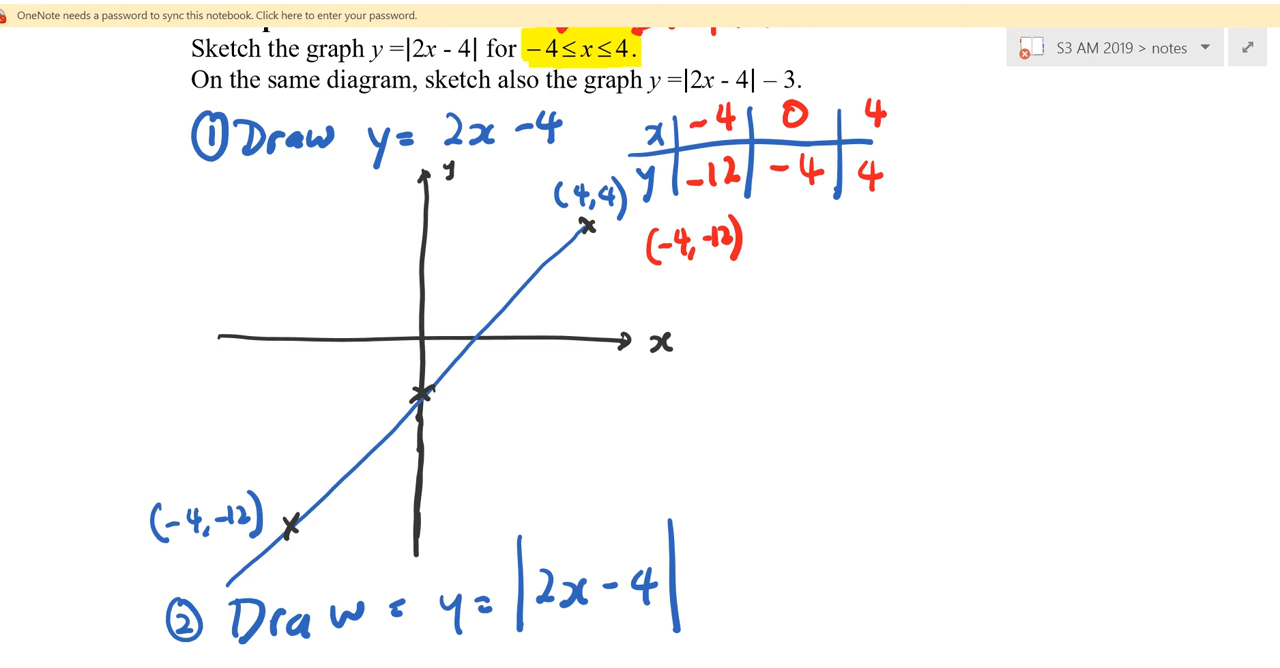 OneNote needs a password to sync this notebook. Click here to enter your password.
S3 AM 2019 > notes
Sketch the graph y =|2x - 4| for – 4 ≤ x ≤ 4.
On the same diagram, sketch also the graph y =|2x - 4| – 3.
① Draw y = 2x - 4
x | -4 | 0 | 4
y | -12 | -4 | 4
y
(4,4)
(-4, -12)
x
(-4, -12)
② Draw = y = |2x - 4|